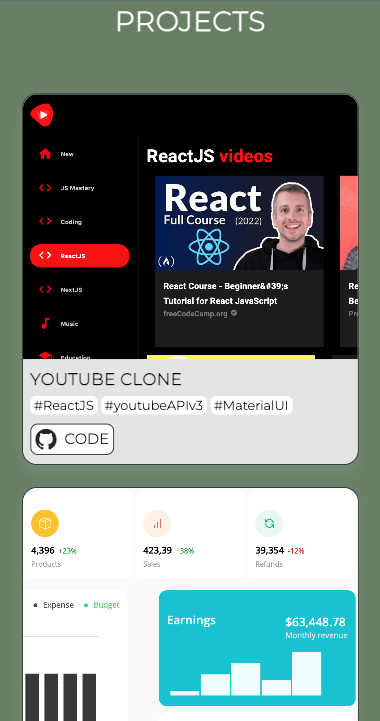 PROJECTS
New
JS Mastery
Coding
ReactJS
NextJS
Music
Education
ReactJS videos
React
Full Course (2022)
React Course - Beginner&#39;s
Tutorial for React JavaScript
freeCodeCamp.org
Rea
Be
Pr
YOUTUBE CLONE
#ReactJS #youtubeAPIv3 #MaterialUI
CODE
4,396 +23%
Products
423,39 +38%
Sales
39,354 -12%
Refunds
Expense Budget
Earnings
$63,448.78
Monthly revenue